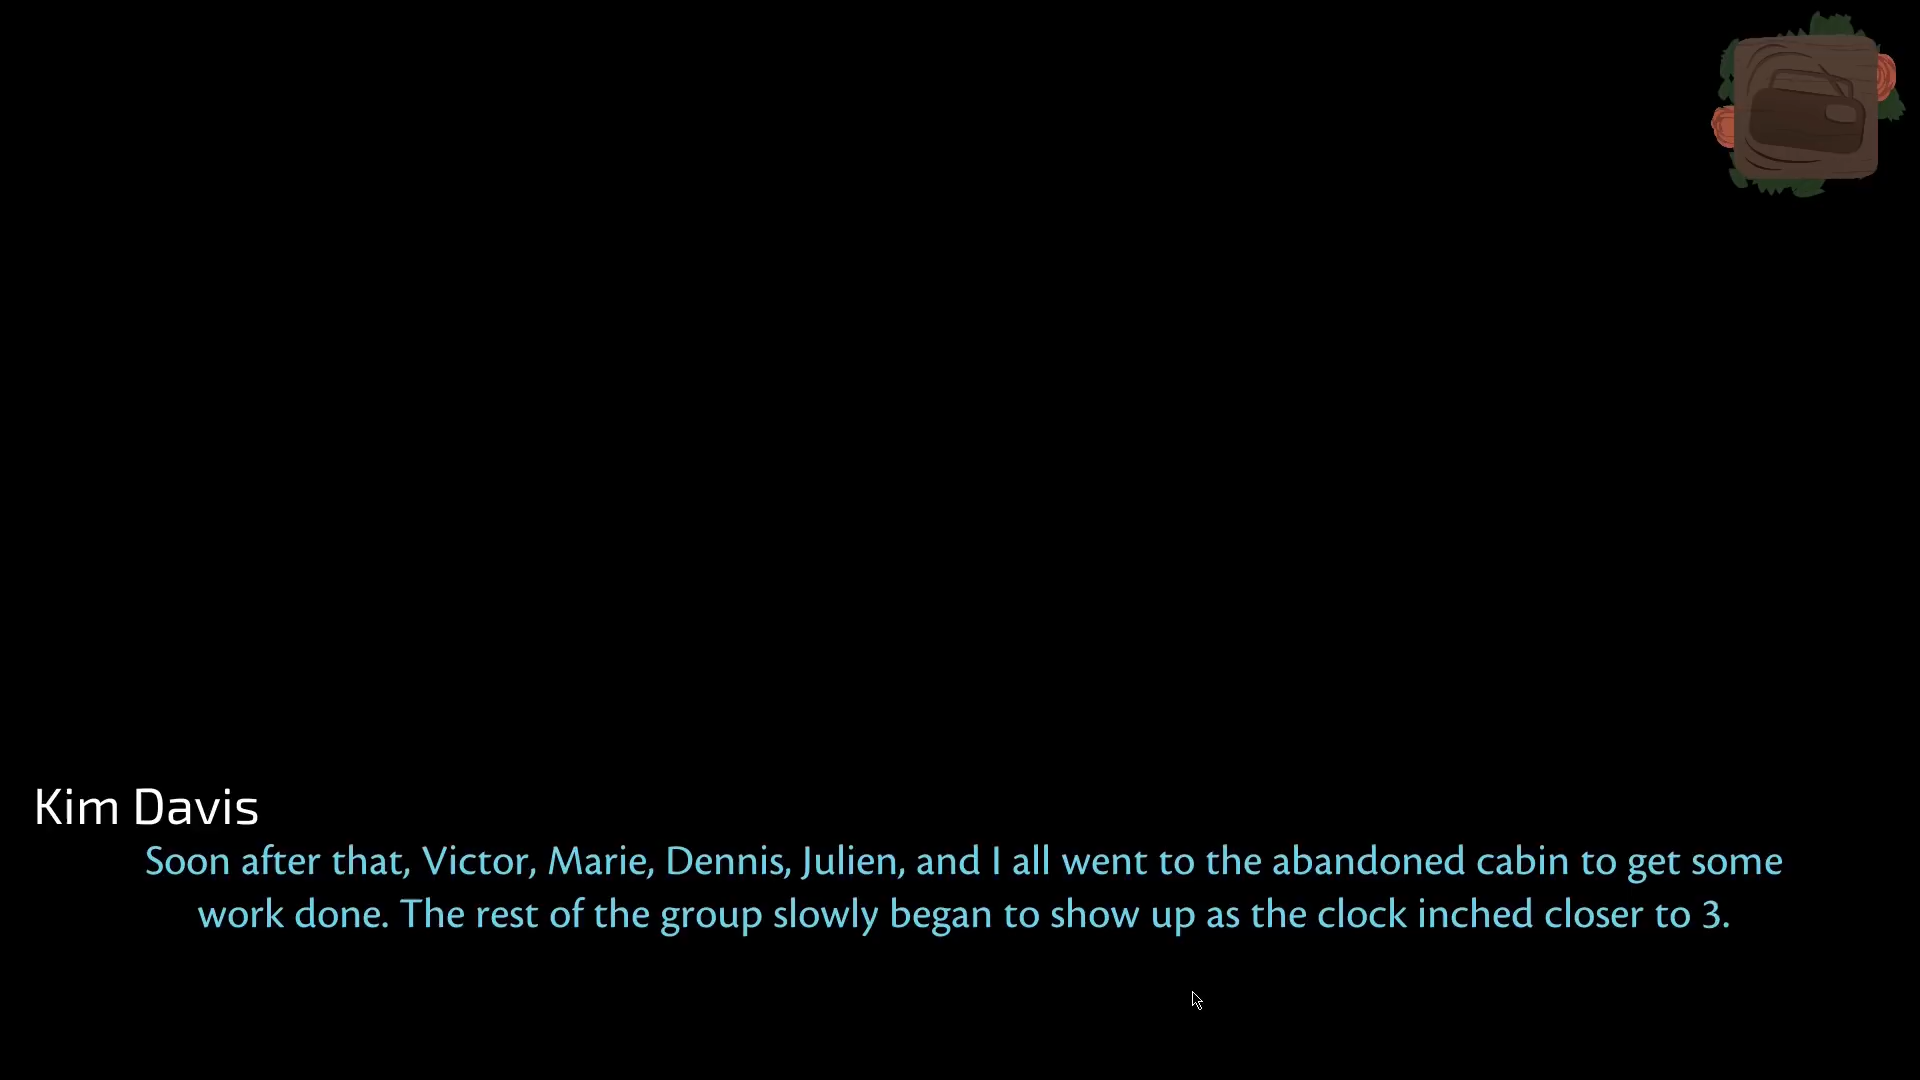 Kim Davis
Soon after that, Victor, Marie, Dennis, Julien, and I all went to the abandoned cabin to get some
work done. The rest of the group slowly began to show up as the clock inched closer to 3.